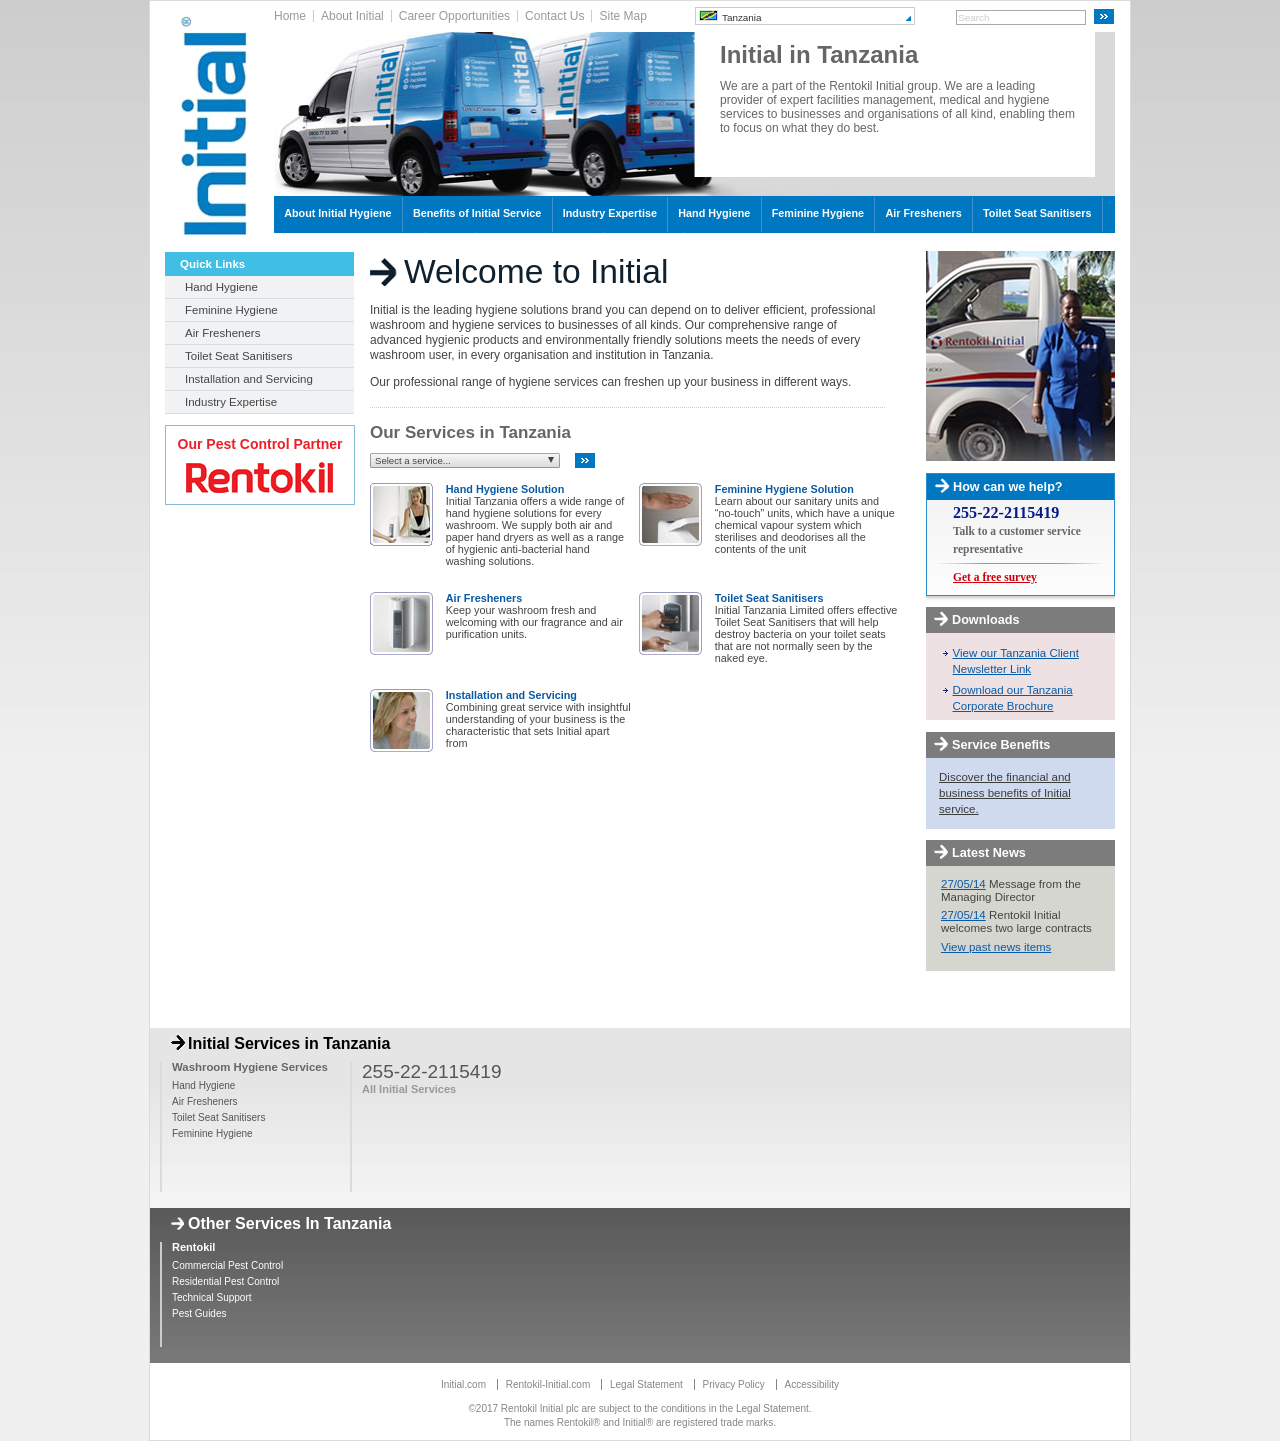 Home
About Initial
Career Opportunities
Contact Us
Site Map
Tanzania
Search
Initial®
Initial in Tanzania
We are a part of the Rentokil Initial group. We are a leading
provider of expert facilities management, medical and hygiene
services to businesses and organisations of all kind, enabling them
to focus on what they do best.
Initial
Initial
Initial
Initial
About Initial Hygiene
Benefits of Initial Service
Industry Expertise
Hand Hygiene
Feminine Hygiene
Air Fresheners
Toilet Seat Sanitisers
Quick Links
Hand Hygiene
Feminine Hygiene
Air Fresheners
Toilet Seat Sanitisers
Installation and Servicing
Industry Expertise
Our Pest Control Partner
Rentokil
Welcome to Initial
Initial is the leading hygiene solutions brand you can depend on to deliver efficient, professional
washroom and hygiene services to businesses of all kinds. Our comprehensive range of
advanced hygienic products and environmentally friendly solutions meets the needs of every
washroom user, in every organisation and institution in Tanzania.
Our professional range of hygiene services can freshen up your business in different ways.
Our Services in Tanzania
Select a service...
Hand Hygiene Solution
Initial Tanzania offers a wide range of
hand hygiene solutions for every
washroom. We supply both air and
paper hand dryers as well as a range
of hygienic anti-bacterial hand
washing solutions.
Feminine Hygiene Solution
Learn about our sanitary units and
“no-touch” units, which have a unique
chemical vapour system which
sterilises and deodorises all the
contents of the unit
Air Fresheners
Keep your washroom fresh and
welcoming with our fragrance and air
purification units.
Toilet Seat Sanitisers
Initial Tanzania Limited offers effective
Toilet Seat Sanitisers that will help
destroy bacteria on your toilet seats
that are not normally seen by the
naked eye.
Installation and Servicing
Combining great service with insightful
understanding of your business is the
characteristic that sets Initial apart
from
Rentokil Initial
How can we help?
255-22-2115419
Talk to a customer service
representative
Get a free survey
Downloads
View our Tanzania Client
Newsletter Link
Download our Tanzania
Corporate Brochure
Service Benefits
Discover the financial and
business benefits of Initial
service.
Latest News
27/05/14 Message from the
Managing Director
27/05/14 Rentokil Initial
welcomes two large contracts
View past news items
Initial Services in Tanzania
Washroom Hygiene Services
Hand Hygiene
Air Fresheners
Toilet Seat Sanitisers
Feminine Hygiene
255-22-2115419
All Initial Services
Other Services In Tanzania
Rentokil
Commercial Pest Control
Residential Pest Control
Technical Support
Pest Guides
Initial.com
Rentokil-Initial.com
Legal Statement
Privacy Policy
Accessibility
©2017 Rentokil Initial plc are subject to the conditions in the Legal Statement.
The names Rentokil® and Initial® are registered trade marks.